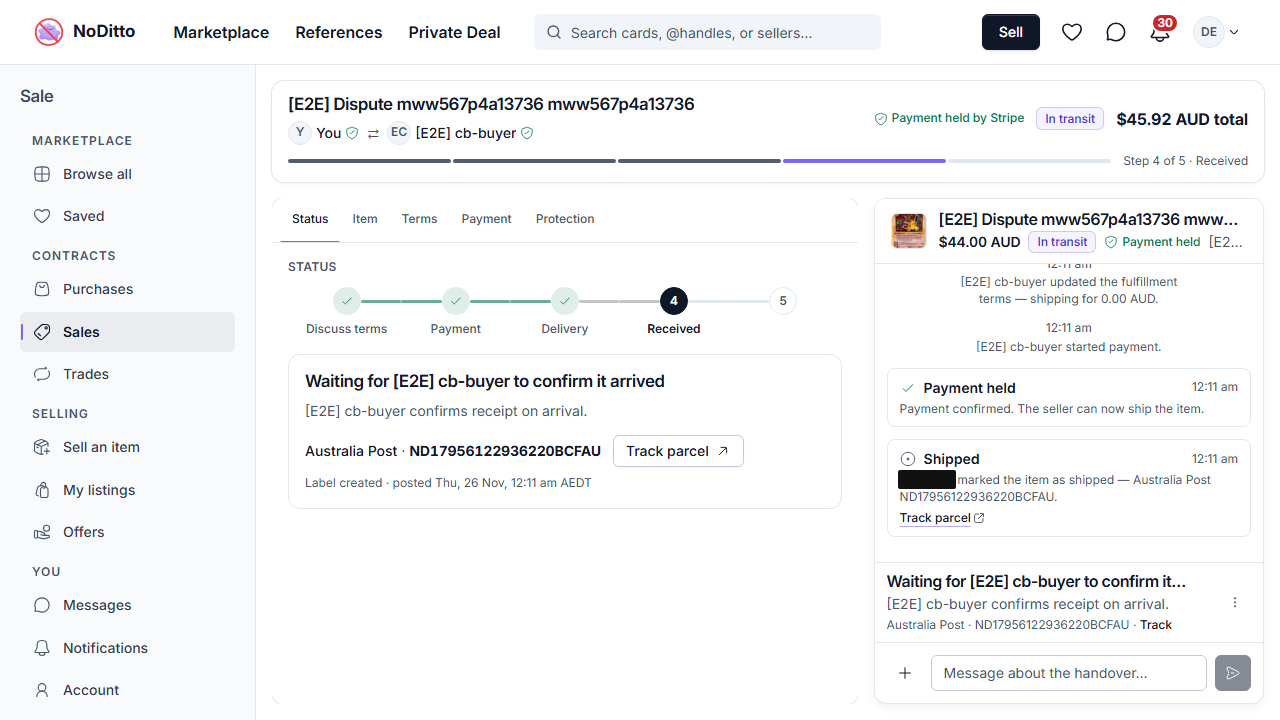 NoDitto
Marketplace
References
Private Deal
Search cards, @handles, or sellers...
Sell
30
DE
Sale
MARKETPLACE
Browse all
Saved
CONTRACTS
Purchases
Sales
Trades
SELLING
Sell an item
My listings
Offers
YOU
Messages
Notifications
Account
[E2E] Dispute mww567p4a13736 mww567p4a13736
Y You EC [E2E] cb-buyer
Payment held by Stripe In transit $45.92 AUD total
Step 4 of 5 · Received
Status Item Terms Payment Protection
STATUS
4 5
Discuss terms Payment Delivery Received
Waiting for [E2E] cb-buyer to confirm it arrived
[E2E] cb-buyer confirms receipt on arrival.
Australia Post · ND17956122936220BCFAU Track parcel
Label created · posted Thu, 26 Nov, 12:11 am AEDT
[E2E] Dispute mww567p4a13736 mww...
$44.00 AUD In transit Payment held [E2...
12:11 am
[E2E] cb-buyer updated the fulfillment
terms — shipping for 0.00 AUD.
12:11 am
[E2E] cb-buyer started payment.
Payment held 12:11 am
Payment confirmed. The seller can now ship the item.
Shipped 12:11 am
marked the item as shipped — Australia Post
ND17956122936220BCFAU.
Track parcel
Waiting for [E2E] cb-buyer to confirm it...
[E2E] cb-buyer confirms receipt on arrival.
Australia Post · ND17956122936220BCFAU · Track
Message about the handover...